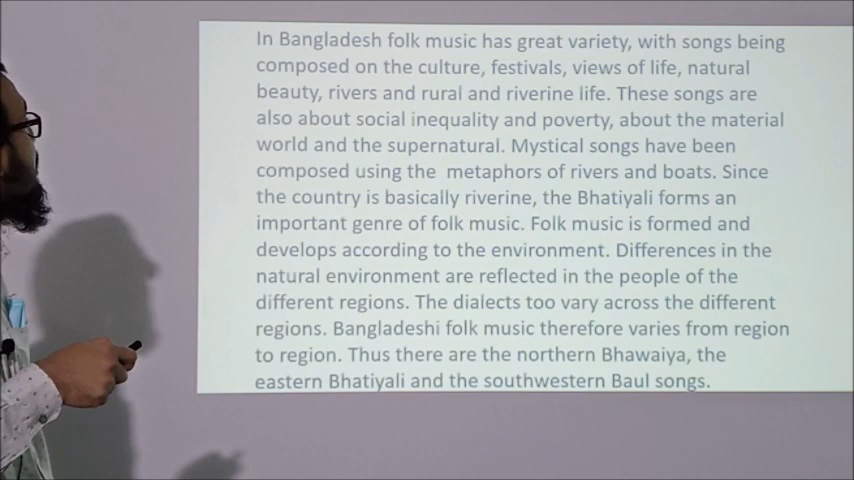 In Bangladesh folk music has great variety, with songs being
composed on the culture, festivals, views of life, natural
beauty, rivers and rural and riverine life. These songs are
also about social inequality and poverty, about the material
world and the supernatural. Mystical songs have been
composed using the  metaphors of rivers and boats. Since
the country is basically riverine, the Bhatiyali forms an
important genre of folk music. Folk music is formed and
develops according to the environment. Differences in the
natural environment are reflected in the people of the
different regions. The dialects too vary across the different
regions. Bangladeshi folk music therefore varies from region
to region. Thus there are the northern Bhawaiya, the
eastern Bhatiyali and the southwestern Baul songs.